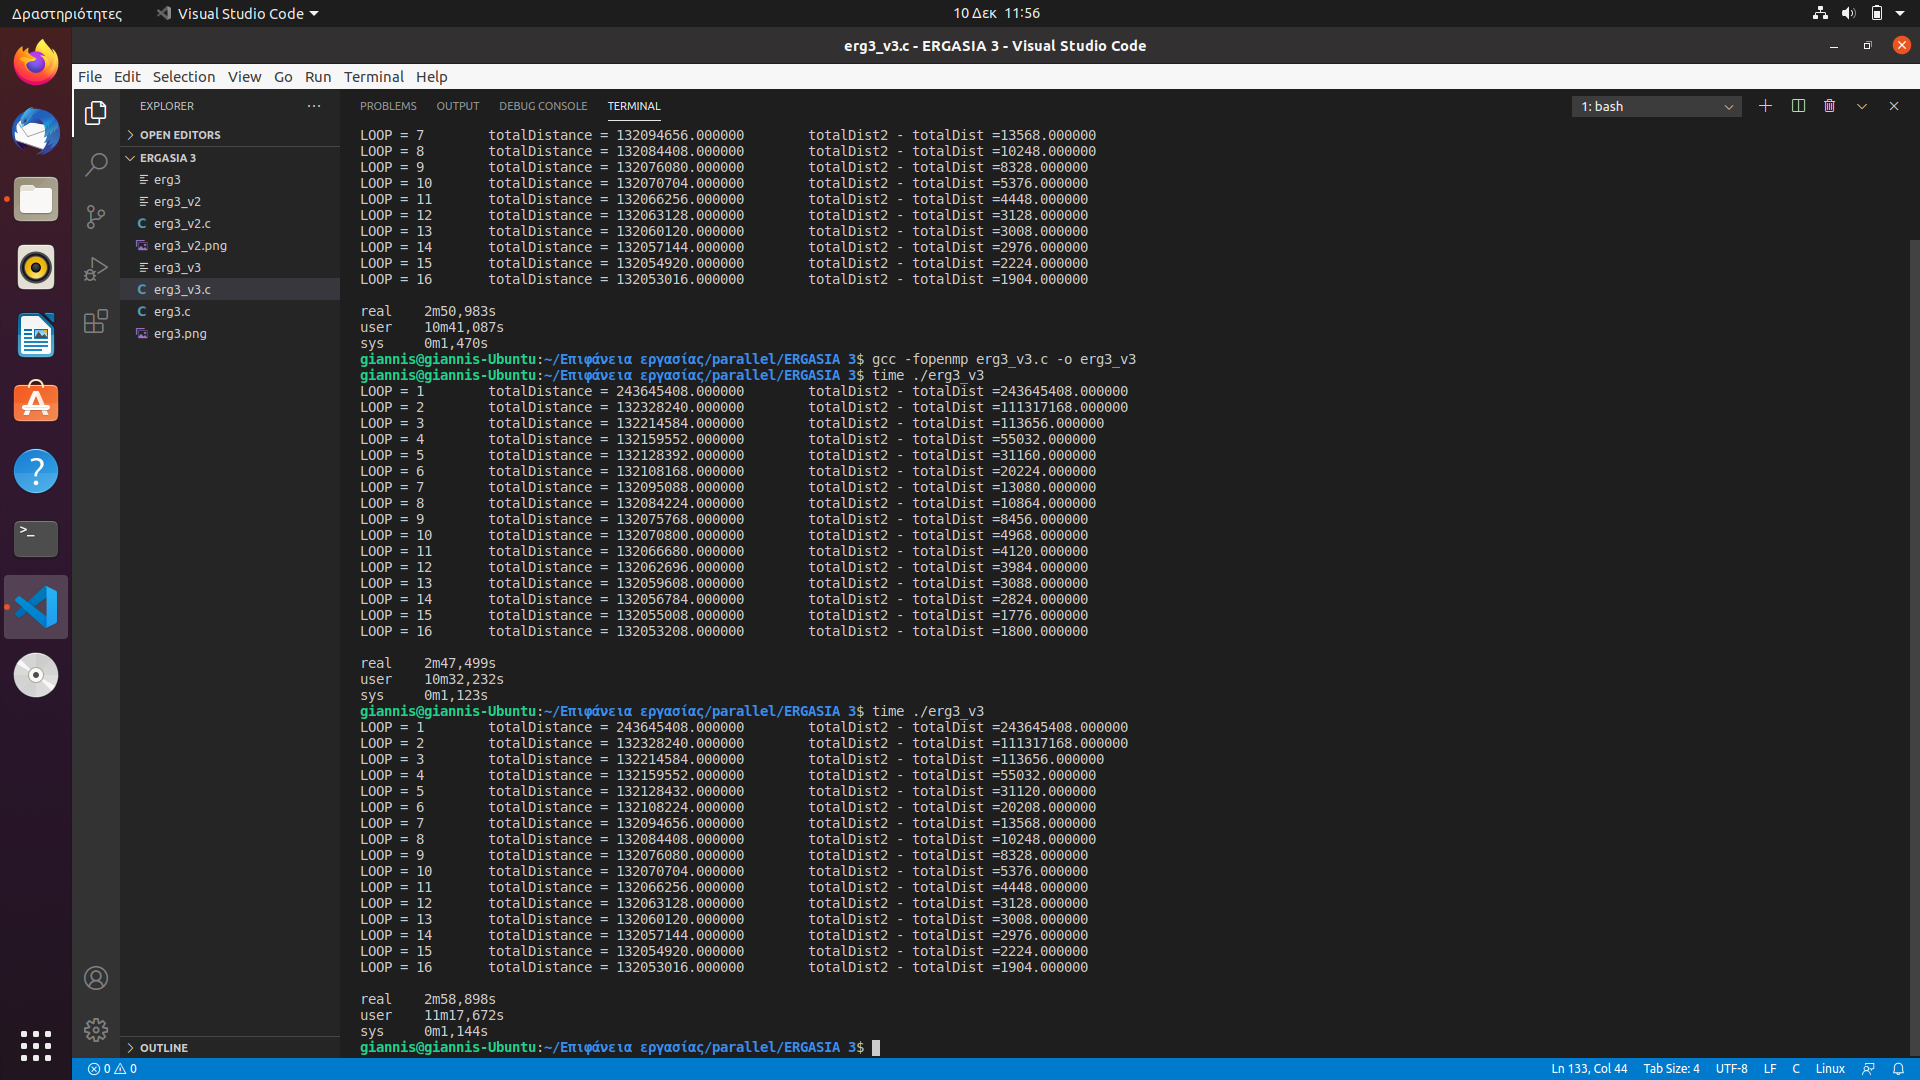 Δραστηριότητες
Visual Studio Code
10 Δεκ 11:56
erg3_v3.c - ERGASIA 3 - Visual Studio Code
File Edit Selection View Go Run Terminal Help
EXPLORER
OPEN EDITORS
ERGASIA 3
erg3
erg3_v2
C erg3_v2.c
erg3_v2.png
erg3_v3
C erg3_v3.c
C erg3.c
erg3.png
OUTLINE
PROBLEMS OUTPUT DEBUG CONSOLE TERMINAL
1: bash
LOOP = 7 totalDistance = 132094656.000000 totalDist2 - totalDist =13568.000000
LOOP = 8 totalDistance = 132084408.000000 totalDist2 - totalDist =10248.000000
LOOP = 9 totalDistance = 132076080.000000 totalDist2 - totalDist =8328.000000
LOOP = 10 totalDistance = 132070704.000000 totalDist2 - totalDist =5376.000000
LOOP = 11 totalDistance = 132066256.000000 totalDist2 - totalDist =4448.000000
LOOP = 12 totalDistance = 132063128.000000 totalDist2 - totalDist =3128.000000
LOOP = 13 totalDistance = 132060120.000000 totalDist2 - totalDist =3008.000000
LOOP = 14 totalDistance = 132057144.000000 totalDist2 - totalDist =2976.000000
LOOP = 15 totalDistance = 132054920.000000 totalDist2 - totalDist =2224.000000
LOOP = 16 totalDistance = 132053016.000000 totalDist2 - totalDist =1904.000000
real 2m50,983s
user 10m41,087s
sys 0m1,470s
giannis@giannis-Ubuntu:~/Επιφάνεια εργασίας/parallel/ERGASIA 3$ gcc -fopenmp erg3_v3.c -o erg3_v3
giannis@giannis-Ubuntu:~/Επιφάνεια εργασίας/parallel/ERGASIA 3$ time ./erg3_v3
LOOP = 1 totalDistance = 243645408.000000 totalDist2 - totalDist =243645408.000000
LOOP = 2 totalDistance = 132328240.000000 totalDist2 - totalDist =111317168.000000
LOOP = 3 totalDistance = 132214584.000000 totalDist2 - totalDist =113656.000000
LOOP = 4 totalDistance = 132159552.000000 totalDist2 - totalDist =55032.000000
LOOP = 5 totalDistance = 132128392.000000 totalDist2 - totalDist =31160.000000
LOOP = 6 totalDistance = 132108168.000000 totalDist2 - totalDist =20224.000000
LOOP = 7 totalDistance = 132095088.000000 totalDist2 - totalDist =13080.000000
LOOP = 8 totalDistance = 132084224.000000 totalDist2 - totalDist =10864.000000
LOOP = 9 totalDistance = 132075768.000000 totalDist2 - totalDist =8456.000000
LOOP = 10 totalDistance = 132070800.000000 totalDist2 - totalDist =4968.000000
LOOP = 11 totalDistance = 132066680.000000 totalDist2 - totalDist =4120.000000
LOOP = 12 totalDistance = 132062696.000000 totalDist2 - totalDist =3984.000000
LOOP = 13 totalDistance = 132059608.000000 totalDist2 - totalDist =3088.000000
LOOP = 14 totalDistance = 132056784.000000 totalDist2 - totalDist =2824.000000
LOOP = 15 totalDistance = 132055008.000000 totalDist2 - totalDist =1776.000000
LOOP = 16 totalDistance = 132053208.000000 totalDist2 - totalDist =1800.000000
real 2m47,499s
user 10m32,232s
sys 0m1,123s
giannis@giannis-Ubuntu:~/Επιφάνεια εργασίας/parallel/ERGASIA 3$ time ./erg3_v3
LOOP = 1 totalDistance = 243645408.000000 totalDist2 - totalDist =243645408.000000
LOOP = 2 totalDistance = 132328240.000000 totalDist2 - totalDist =111317168.000000
LOOP = 3 totalDistance = 132214584.000000 totalDist2 - totalDist =113656.000000
LOOP = 4 totalDistance = 132159552.000000 totalDist2 - totalDist =55032.000000
LOOP = 5 totalDistance = 132128432.000000 totalDist2 - totalDist =31120.000000
LOOP = 6 totalDistance = 132108224.000000 totalDist2 - totalDist =20208.000000
LOOP = 7 totalDistance = 132094656.000000 totalDist2 - totalDist =13568.000000
LOOP = 8 totalDistance = 132084408.000000 totalDist2 - totalDist =10248.000000
LOOP = 9 totalDistance = 132076080.000000 totalDist2 - totalDist =8328.000000
LOOP = 10 totalDistance = 132070704.000000 totalDist2 - totalDist =5376.000000
LOOP = 11 totalDistance = 132066256.000000 totalDist2 - totalDist =4448.000000
LOOP = 12 totalDistance = 132063128.000000 totalDist2 - totalDist =3128.000000
LOOP = 13 totalDistance = 132060120.000000 totalDist2 - totalDist =3008.000000
LOOP = 14 totalDistance = 132057144.000000 totalDist2 - totalDist =2976.000000
LOOP = 15 totalDistance = 132054920.000000 totalDist2 - totalDist =2224.000000
LOOP = 16 totalDistance = 132053016.000000 totalDist2 - totalDist =1904.000000
real 2m58,898s
user 11m17,672s
sys 0m1,144s
giannis@giannis-Ubuntu:~/Επιφάνεια εργασίας/parallel/ERGASIA 3$
0 0
Ln 133, Col 44 Tab Size: 4 UTF-8 LF C Linux